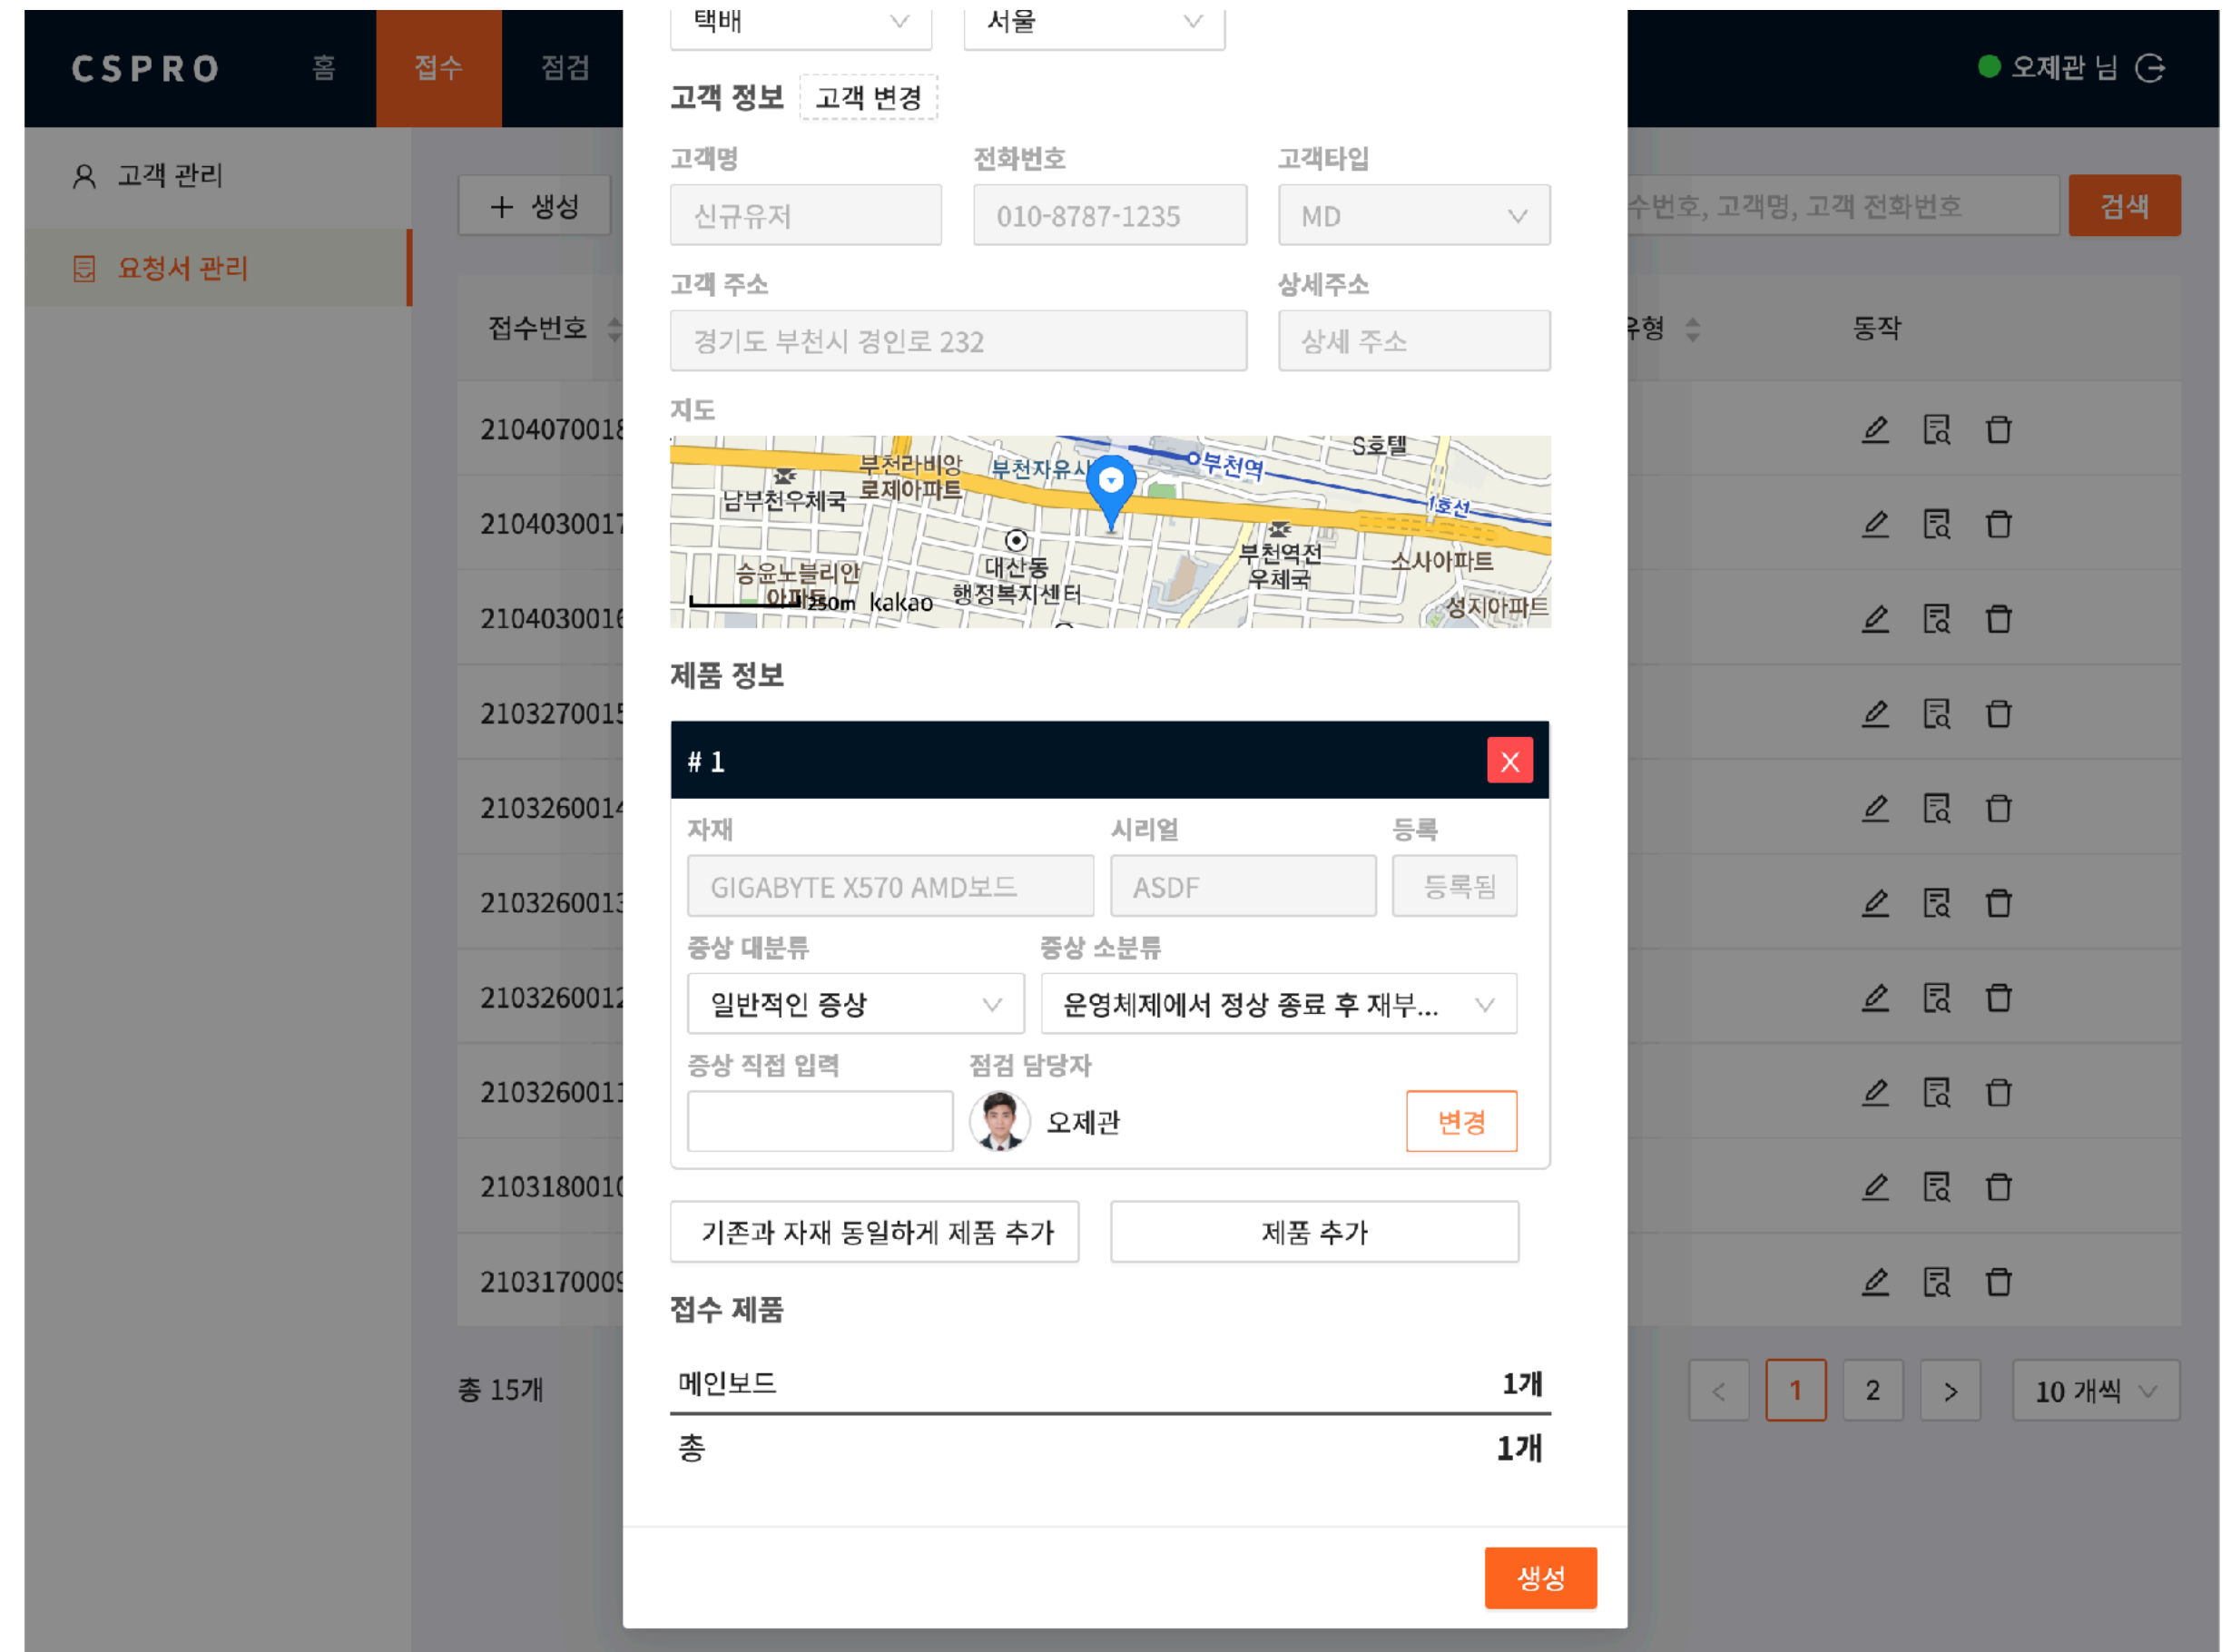 CSPRO 홈 접수 점검
오제관 님
고객 관리
요청서 관리
+ 생성
수번호, 고객명, 고객 전화번호 검색
접수번호
유형 동작
210407001
210403001
210403001
210327001
210326001
210326001
210326001
210326001
210318001
210317000
총 15개
< 1 2 > 10 개씩
택배 서울
고객 정보 고객 변경
고객명 전화번호 고객타입
신규유저 010-8787-1235 MD
고객 주소 상세주소
경기도 부천시 경인로 232 상세 주소
지도
S호텔
부천라비앙
로제아파트
부천자유시
부천역
남부천우체국
1호선
대산동
행정복지센터
부천역전
우체국
소사아파트
승윤노블리안
아파트
250m kakao
성지아파트
제품 정보
# 1 X
자재 시리얼 등록
GIGABYTE X570 AMD보드 ASDF 등록됨
증상 대분류 증상 소분류
일반적인 증상 운영체제에서 정상 종료 후 재부...
증상 직접 입력 점검 담당자
오제관 변경
기존과 자재 동일하게 제품 추가 제품 추가
접수 제품
메인보드 1개
총 1개
생성